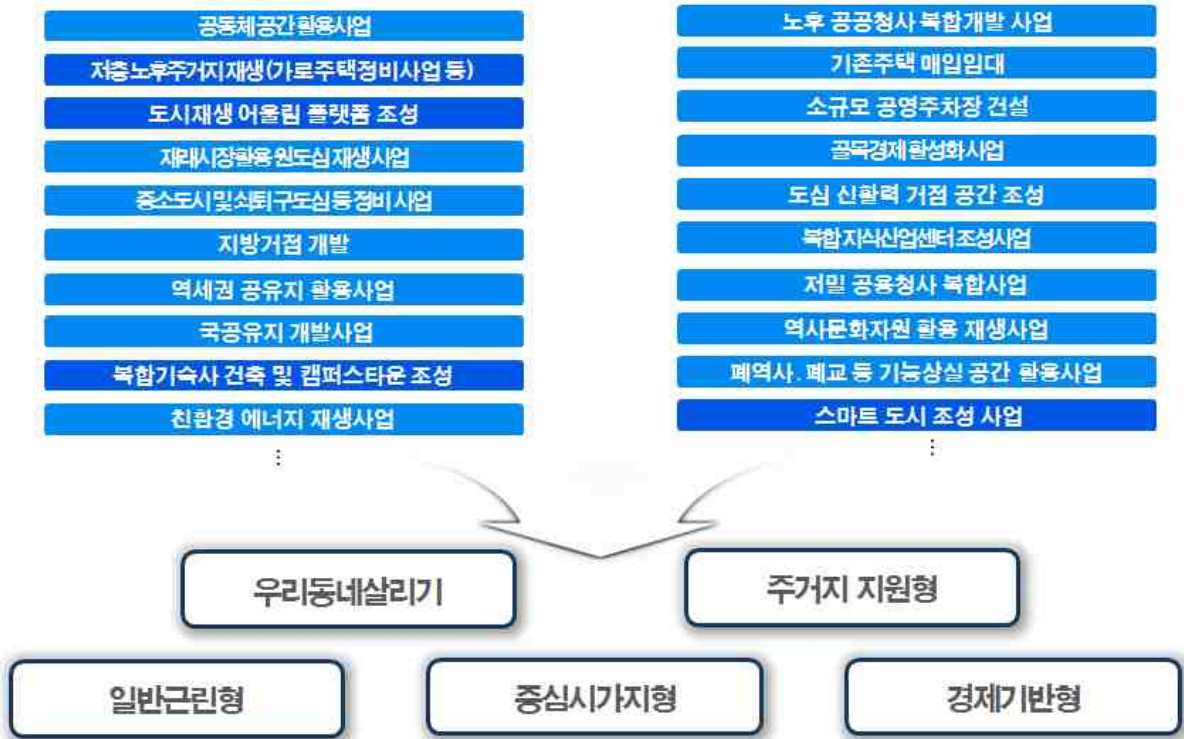 공동체 공간 활용사업
저층노후주거지재생(가로주택정비사업 등)
도시재생 어울림 플랫폼 조성
재래시장활용 원도심 재생사업
중소도시 및 쇠퇴 구도심 등 정비 사업
지방거점 개발
역세권 공유지 활용사업
국공유지 개발사업
복합기숙사 건축 및 캠퍼스타운 조성
친환경 에너지 재생사업
⋮
노후 공공청사 복합개발 사업
기존주택 매입임대
소규모 공영주차장 건설
골목경제 활성화 사업
도심 신활력 거점 공간 조성
복합지식산업센터 조성사업
저밀 공용청사 복합사업
역사문화자원 활용 재생사업
폐역사. 폐교 등 기능상실 공간 활용사업
스마트 도시 조성 사업
⋮
우리동네살리기
주거지 지원형
일반근린형
중심시가지형
경제기반형